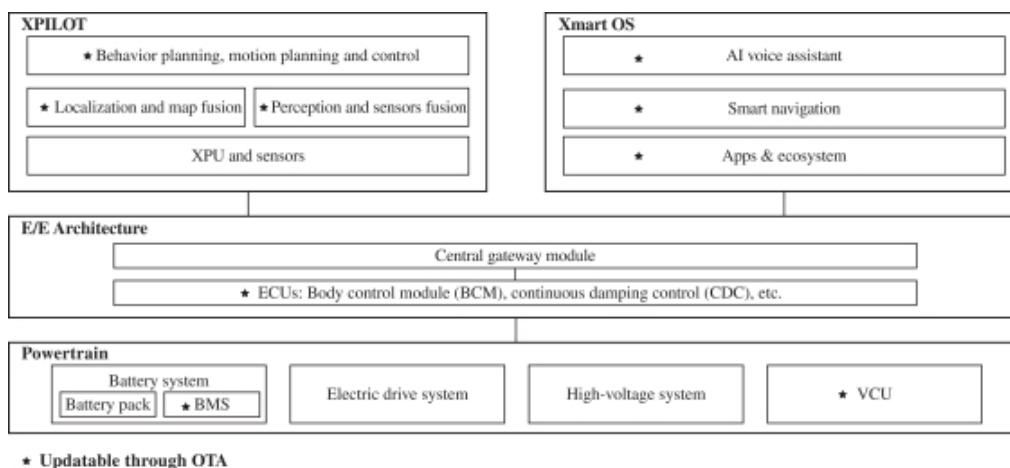 XPILOT
★ Behavior planning, motion planning and control
★ Localization and map fusion
★ Perception and sensors fusion
XPU and sensors
Xmart OS
★ AI voice assistant
★ Smart navigation
★ Apps & ecosystem
E/E Architecture
Central gateway module
★ ECUs: Body control module (BCM), continuous damping control (CDC), etc.
Powertrain
Battery system
Battery pack
★ BMS
Electric drive system
High-voltage system
★ VCU
★ Updatable through OTA